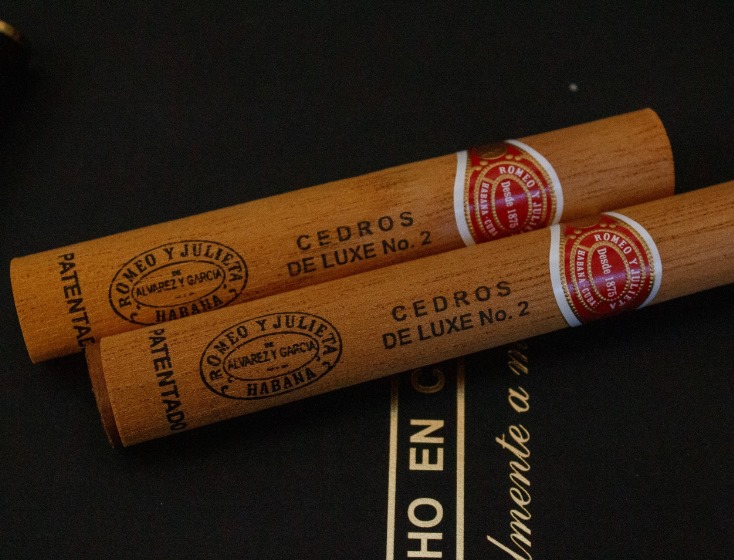 PATENTAD
ROMEO Y JULIETA
DE
ALVAREZ Y GARCIA
HABANA
CEDROS
DE LUXE No. 2
ROMEO Y JULIETA
Desde 1875
HABANA, CUBA
PATENTADO
ROMEO Y JULIETA
DE
ALVAREZ Y GARCIA
HABANA
CEDROS
DE LUXE No. 2
ROMEO Y JULIETA
Desde 1875
HABANA, CUBA
HO EN C
lmente a m